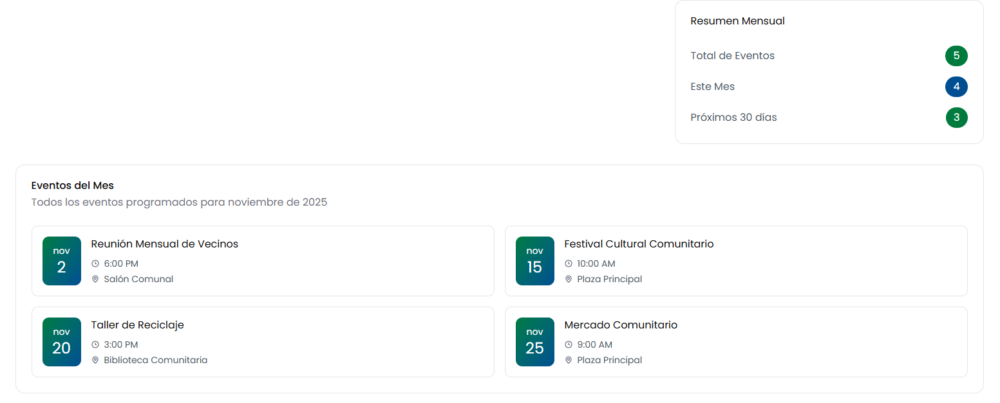 Resumen Mensual
Total de Eventos 5
Este Mes 4
Próximos 30 días 3
Eventos del Mes
Todos los eventos programados para noviembre de 2025
nov
2
Reunión Mensual de Vecinos
6:00 PM
Salón Comunal
nov
15
Festival Cultural Comunitario
10:00 AM
Plaza Principal
nov
20
Taller de Reciclaje
3:00 PM
Biblioteca Comunitaria
nov
25
Mercado Comunitario
9:00 AM
Plaza Principal